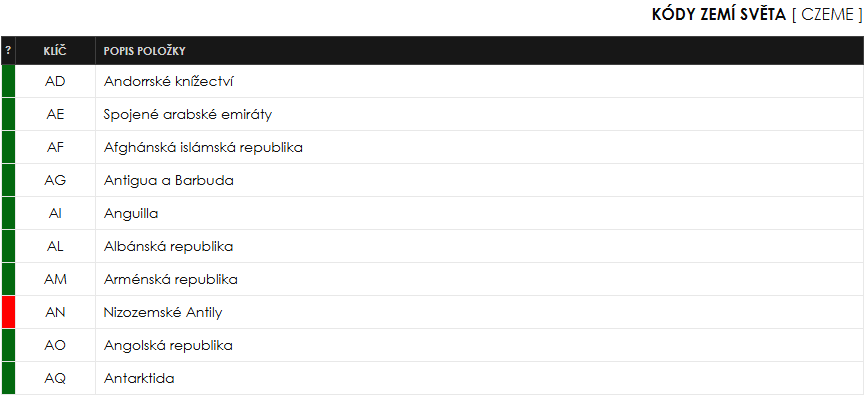 KÓDY ZEMÍ SVĚTA [ CZEME ]
? KLÍČ POPIS POLOŽKY
AD Andorrské knížectví
AE Spojené arabské emiráty
AF Afghánská islámská republika
AG Antigua a Barbuda
AI Anguilla
AL Albánská republika
AM Arménská republika
AN Nizozemské Antily
AO Angolská republika
AQ Antarktida